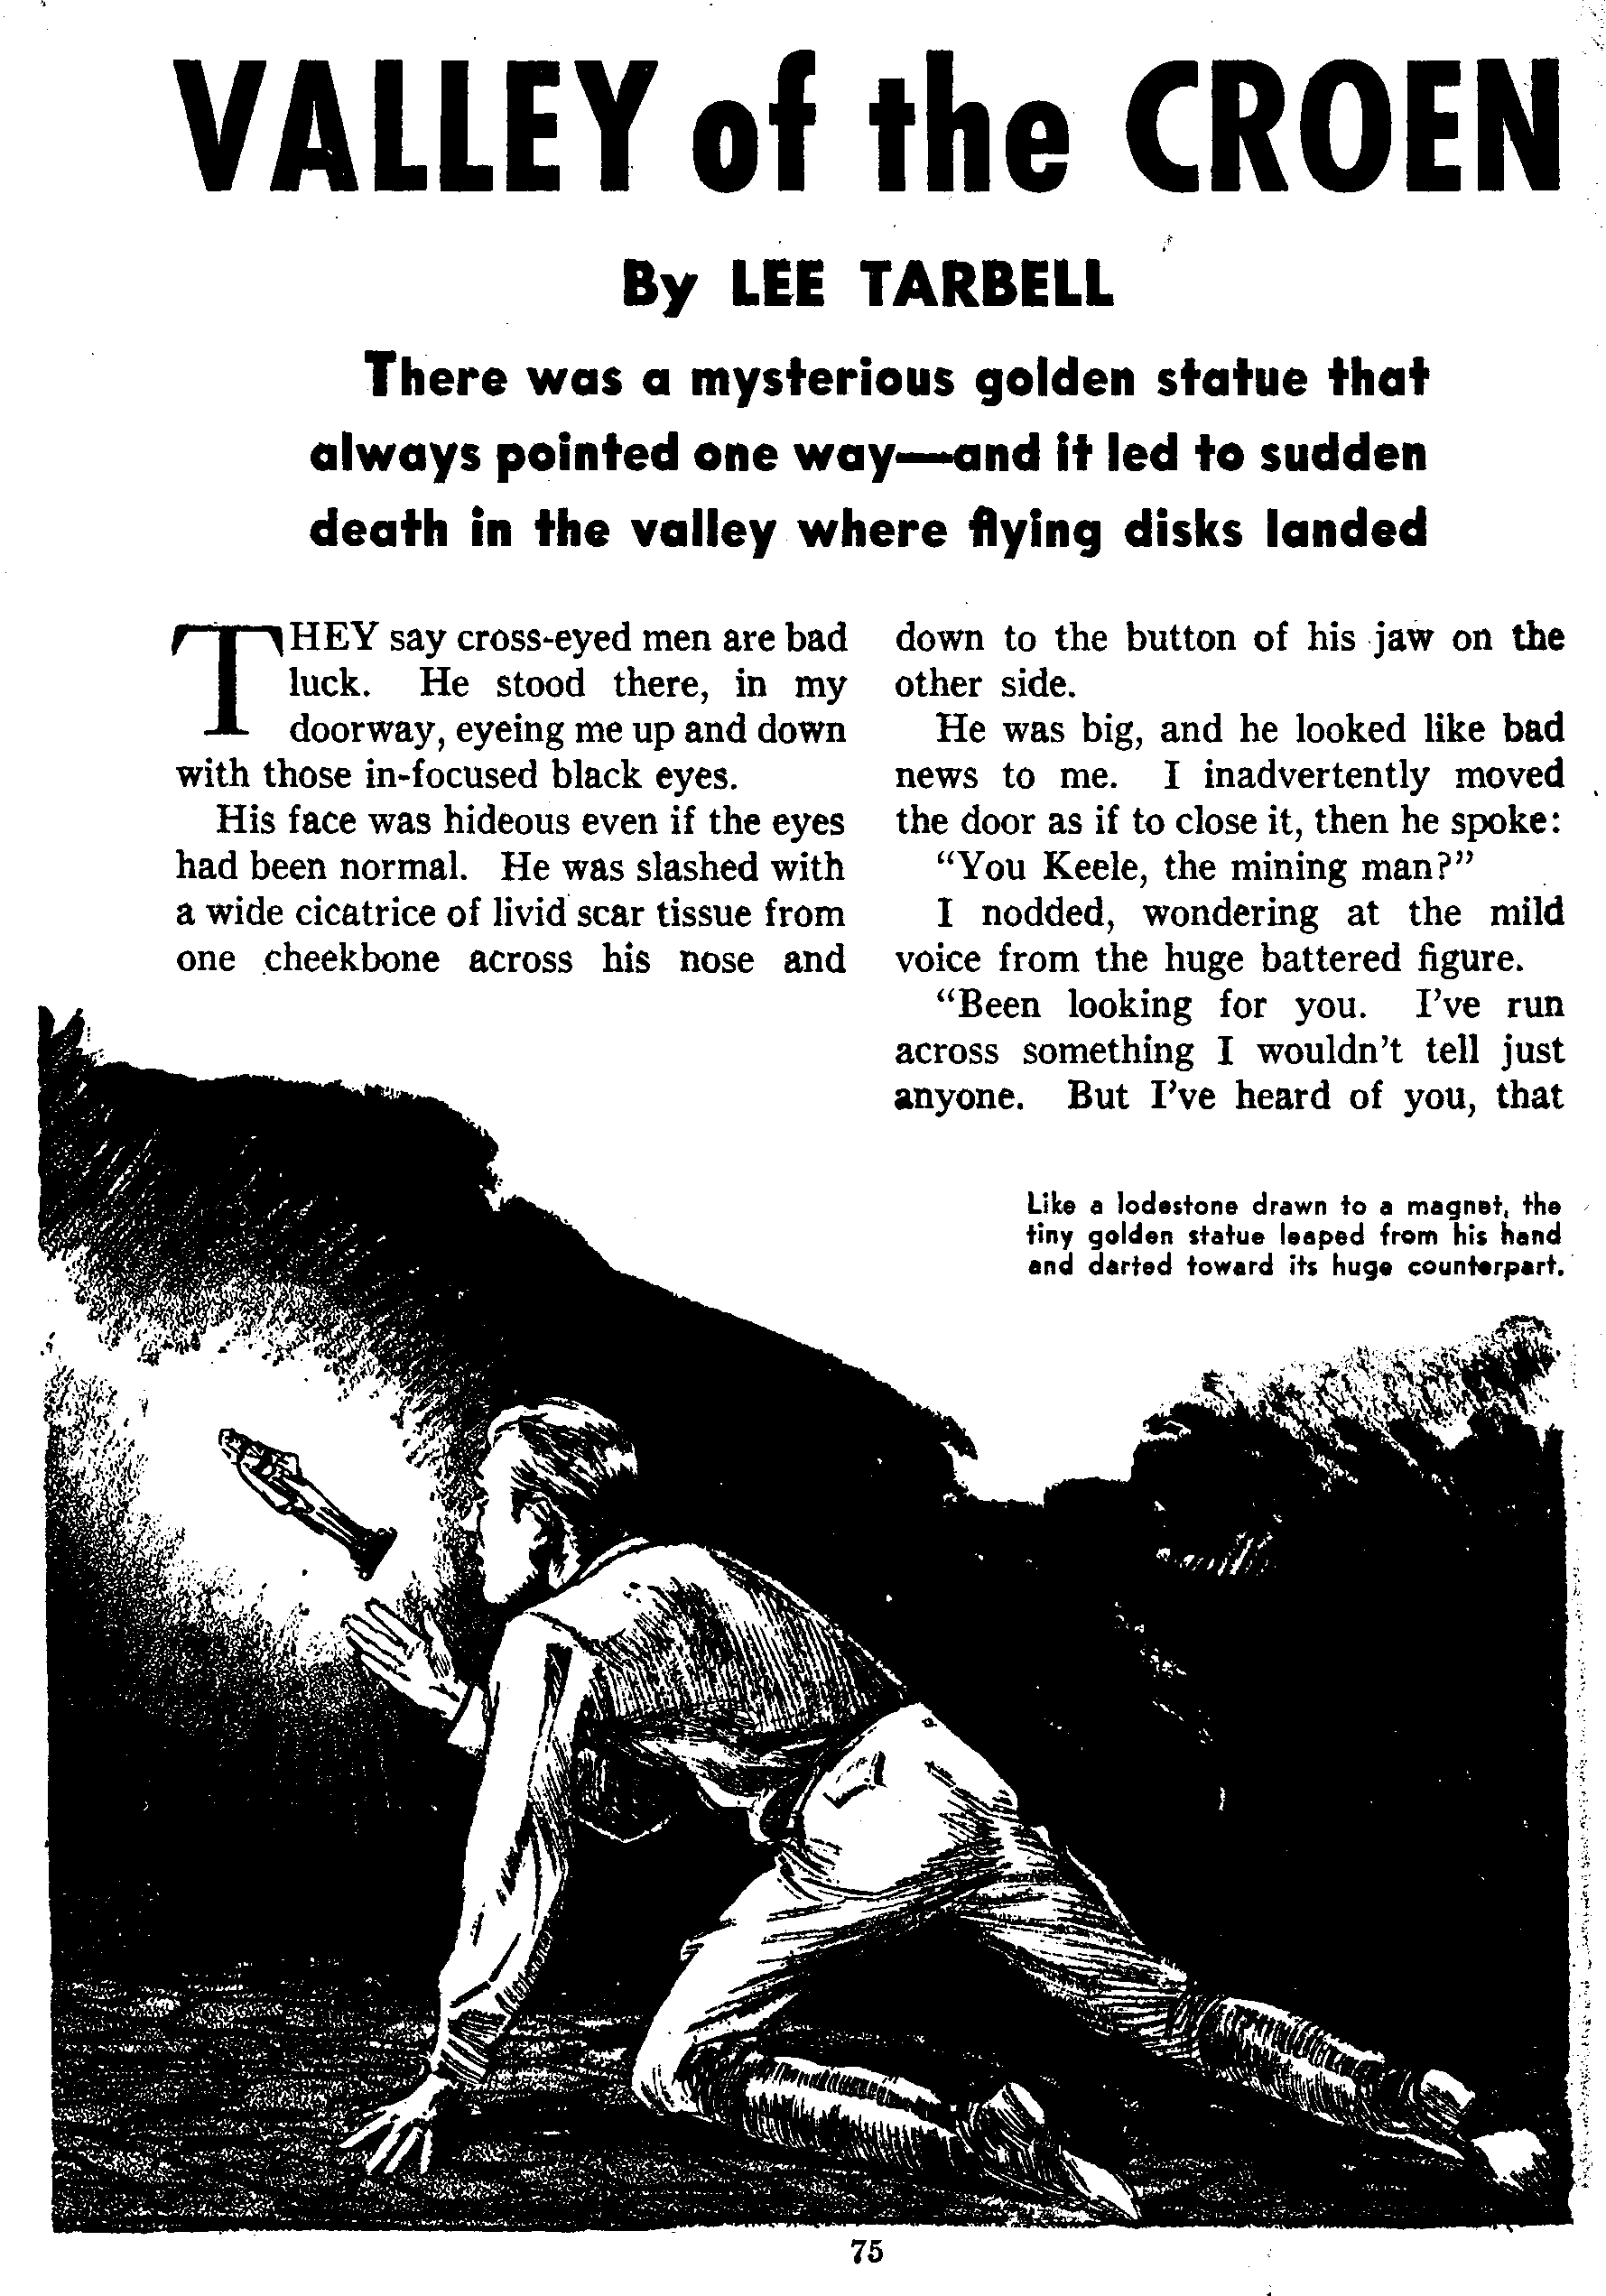 VALLEY of the CROEN
By LEE TARBELL
There was a mysterious golden statue that
always pointed one way—and it led to sudden
death in the valley where flying disks landed
THEY say cross-eyed men are bad
luck. He stood there, in my
doorway, eyeing me up and down
with those in-focused black eyes.
His face was hideous even if the eyes
had been normal. He was slashed with
a wide cicatrice of livid scar tissue from
one cheekbone across his nose and
down to the button of his jaw on the
other side.
He was big, and he looked like bad
news to me. I inadvertently moved
the door as if to close it, then he spoke:
“You Keele, the mining man?”
I nodded, wondering at the mild
voice from the huge battered figure.
“Been looking for you. I’ve run
across something I wouldn’t tell just
anyone. But I’ve heard of you, that
Like a lodestone drawn to a magnet, the
tiny golden statue leaped from his hand
and darted toward its huge counterpart.
75